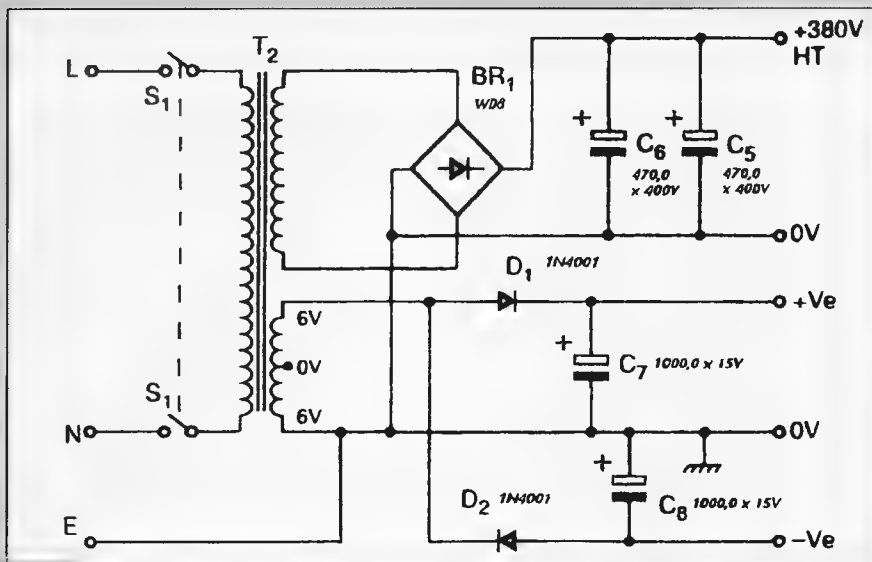 L
S₁
T₂
BR₁
WD8
+380V
HT
+
C₆
470,0
x 400V
+
C₅
470,0
x 400V
0V
D₁ 1N4001
+Ve
6V
0V
6V
+
C₇ 1000,0 x 15V
N
S₁
0V
E
D₂ 1N4001
+
C₈ 1000,0 x 15V
-Ve